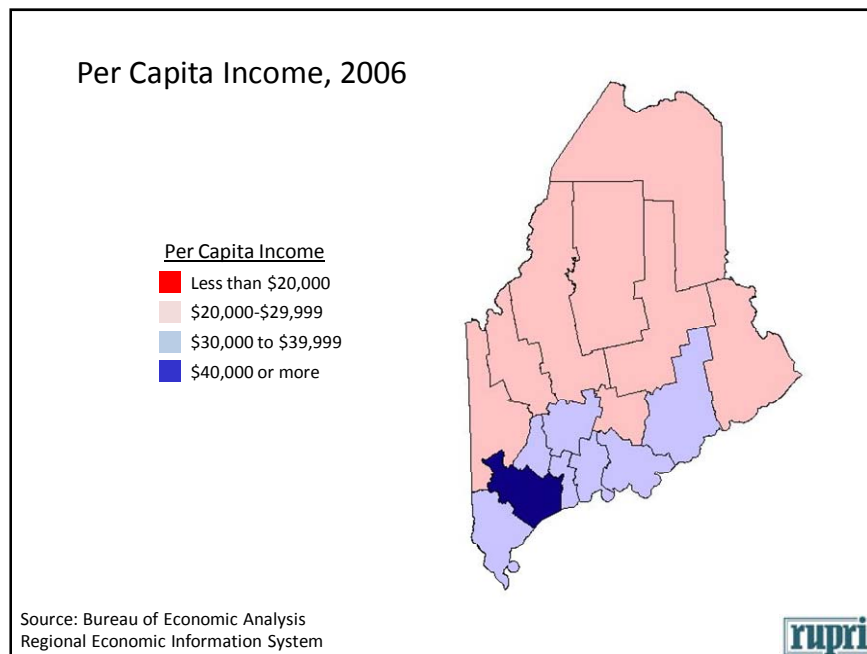 Per Capita Income, 2006
Per Capita Income
Less than $20,000
$20,000-$29,999
$30,000 to $39,999
$40,000 or more
Source: Bureau of Economic Analysis
Regional Economic Information System
rupri